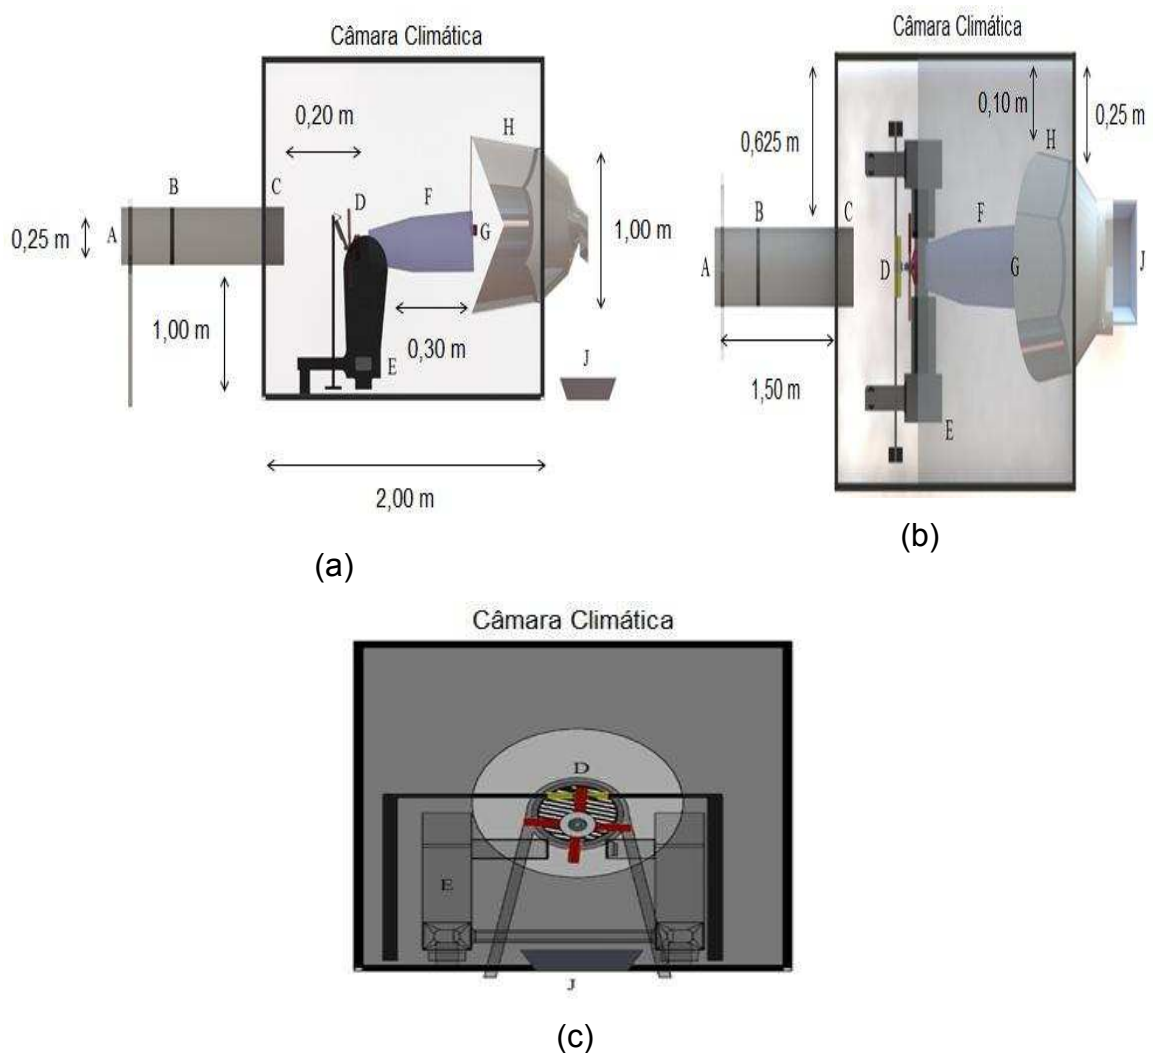 Câmara Climática
0,20 m
H
B
C
D
F
A
G
0,25 m
1,00 m
1,00 m
0,30 m
E
J
2,00 m
(a)
Câmara Climática
0,10 m
0,25 m
0,625 m
H
B
C
F
A
D
G
J
1,50 m
E
(b)
Câmara Climática
D
E
J
(c)